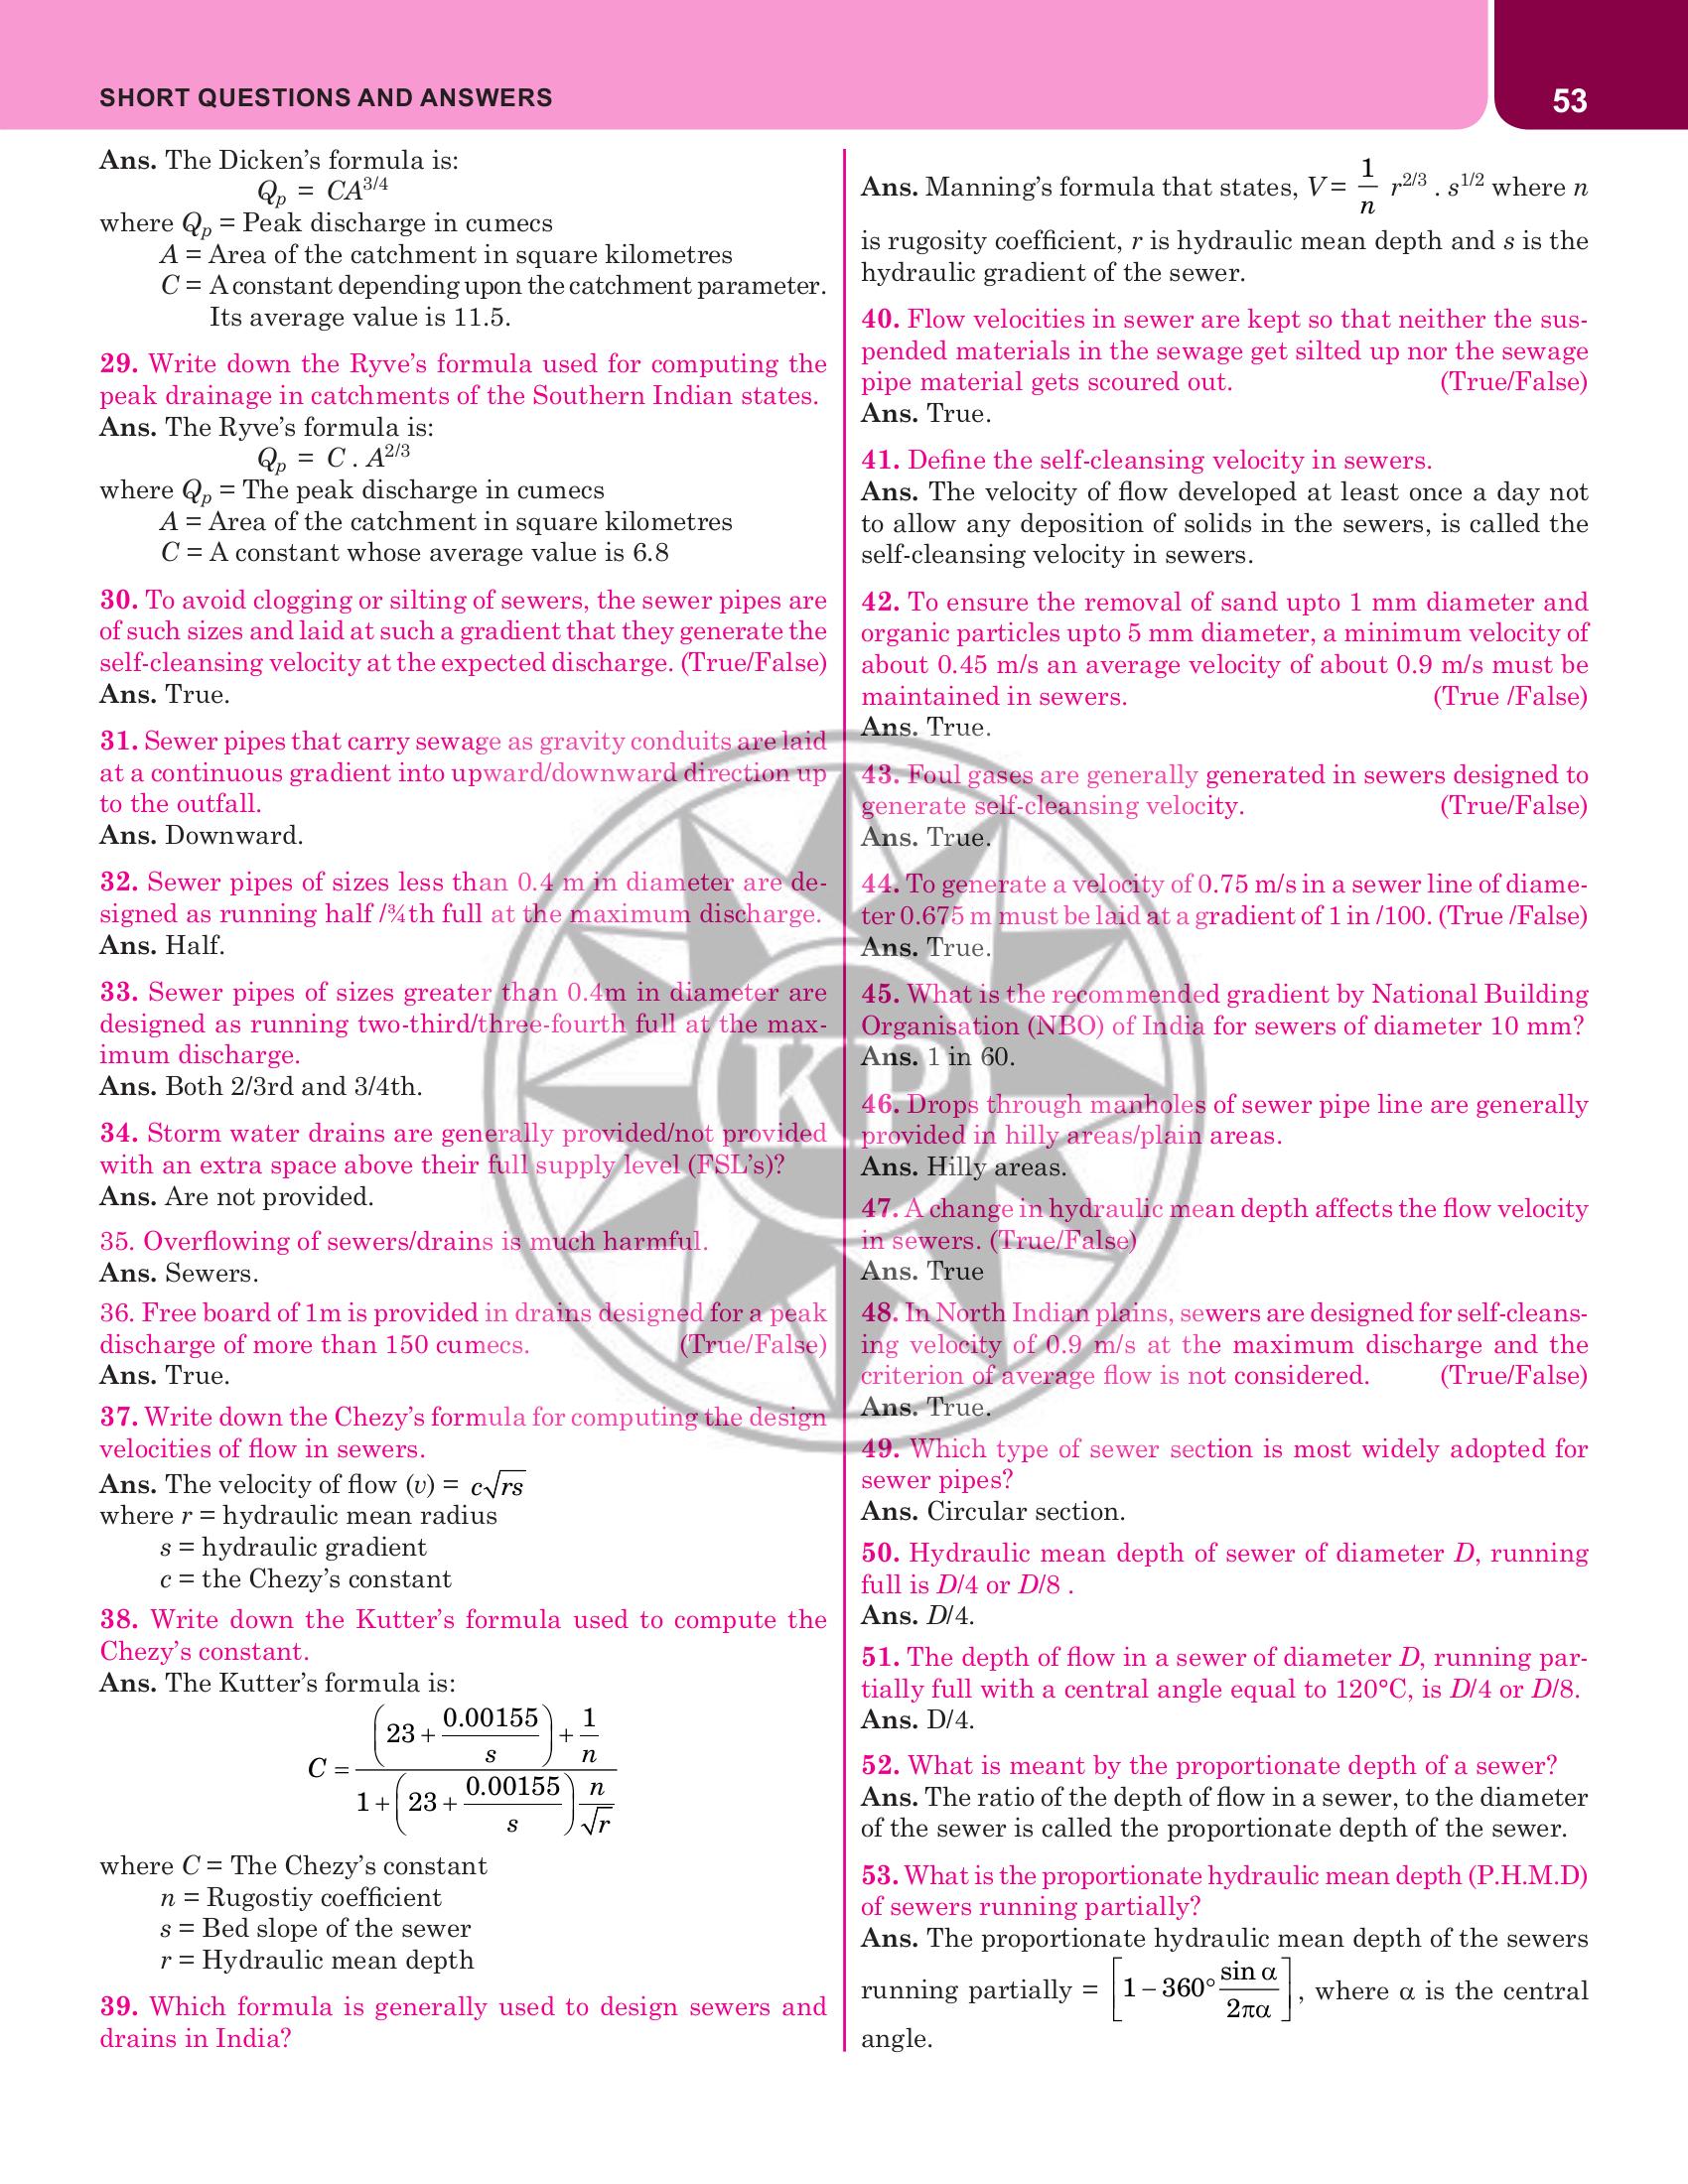 SHORT QUESTIONS AND ANSWERS
53
Ans. The Dicken's formula is:
Qp = CA3/4
where Qp = Peak discharge in cumecs
A = Area of the catchment in square kilometres
C = A constant depending upon the catchment parameter.
Its average value is 11.5.
29. Write down the Ryve's formula used for computing the
peak drainage in catchments of the Southern Indian states.
Ans. The Ryve's formula is:
Qp = C . A2/3
where Qp = The peak discharge in cumecs
A = Area of the catchment in square kilometres
C = A constant whose average value is 6.8
30. To avoid clogging or silting of sewers, the sewer pipes are
of such sizes and laid at such a gradient that they generate the
self-cleansing velocity at the expected discharge. (True/False)
Ans. True.
31. Sewer pipes that carry sewage as gravity conduits are laid
at a continuous gradient into upward/downward direction up
to the outfall.
Ans. Downward.
32. Sewer pipes of sizes less than 0.4 m in diameter are de-
signed as running half /¾th full at the maximum discharge.
Ans. Half.
33. Sewer pipes of sizes greater than 0.4m in diameter are
designed as running two-third/three-fourth full at the max-
imum discharge.
Ans. Both 2/3rd and 3/4th.
34. Storm water drains are generally provided/not provided
with an extra space above their full supply level (FSL's)?
Ans. Are not provided.
35. Overflowing of sewers/drains is much harmful.
Ans. Sewers.
36. Free board of 1m is provided in drains designed for a peak
discharge of more than 150 cumecs. (True/False)
Ans. True.
37. Write down the Chezy's formula for computing the design
velocities of flow in sewers.
Ans. The velocity of flow (v) = c√rs
where r = hydraulic mean radius
s = hydraulic gradient
c = the Chezy's constant
38. Write down the Kutter's formula used to compute the
Chezy's constant.
Ans. The Kutter's formula is:
C = ((23 + 0.00155/s) + 1/n) / (1 + (23 + 0.00155/s) n/√r)
where C = The Chezy's constant
n = Rugostiy coefficient
s = Bed slope of the sewer
r = Hydraulic mean depth
39. Which formula is generally used to design sewers and
drains in India?
Ans. Manning's formula that states, V = 1/n r2/3 . s1/2 where n
is rugosity coefficient, r is hydraulic mean depth and s is the
hydraulic gradient of the sewer.
40. Flow velocities in sewer are kept so that neither the sus-
pended materials in the sewage get silted up nor the sewage
pipe material gets scoured out. (True/False)
Ans. True.
41. Define the self-cleansing velocity in sewers.
Ans. The velocity of flow developed at least once a day not
to allow any deposition of solids in the sewers, is called the
self-cleansing velocity in sewers.
42. To ensure the removal of sand upto 1 mm diameter and
organic particles upto 5 mm diameter, a minimum velocity of
about 0.45 m/s an average velocity of about 0.9 m/s must be
maintained in sewers. (True /False)
Ans. True.
43. Foul gases are generally generated in sewers designed to
generate self-cleansing velocity. (True/False)
Ans. True.
44. To generate a velocity of 0.75 m/s in a sewer line of diame-
ter 0.675 m must be laid at a gradient of 1 in /100. (True /False)
Ans. True.
45. What is the recommended gradient by National Building
Organisation (NBO) of India for sewers of diameter 10 mm?
Ans. 1 in 60.
46. Drops through manholes of sewer pipe line are generally
provided in hilly areas/plain areas.
Ans. Hilly areas.
47. A change in hydraulic mean depth affects the flow velocity
in sewers. (True/False)
Ans. True
48. In North Indian plains, sewers are designed for self-cleans-
ing velocity of 0.9 m/s at the maximum discharge and the
criterion of average flow is not considered. (True/False)
Ans. True.
49. Which type of sewer section is most widely adopted for
sewer pipes?
Ans. Circular section.
50. Hydraulic mean depth of sewer of diameter D, running
full is D/4 or D/8 .
Ans. D/4.
51. The depth of flow in a sewer of diameter D, running par-
tially full with a central angle equal to 120°C, is D/4 or D/8.
Ans. D/4.
52. What is meant by the proportionate depth of a sewer?
Ans. The ratio of the depth of flow in a sewer, to the diameter
of the sewer is called the proportionate depth of the sewer.
53. What is the proportionate hydraulic mean depth (P.H.M.D)
of sewers running partially?
Ans. The proportionate hydraulic mean depth of the sewers
running partially = [1 − 360° sin α/2πα], where α is the central
angle.
KP